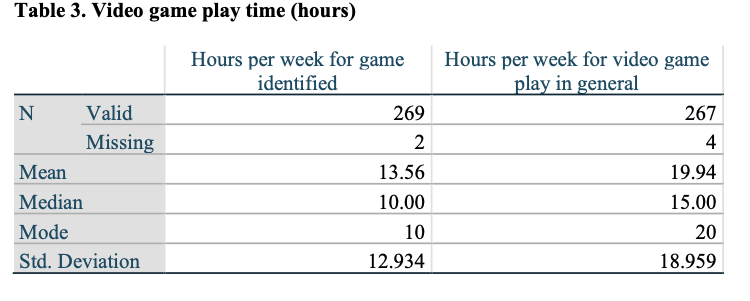 Table 3. Video game play time (hours)
Hours per week for game identified Hours per week for video game play in general
N Valid 269 267
Missing 2 4
Mean 13.56 19.94
Median 10.00 15.00
Mode 10 20
Std. Deviation 12.934 18.959